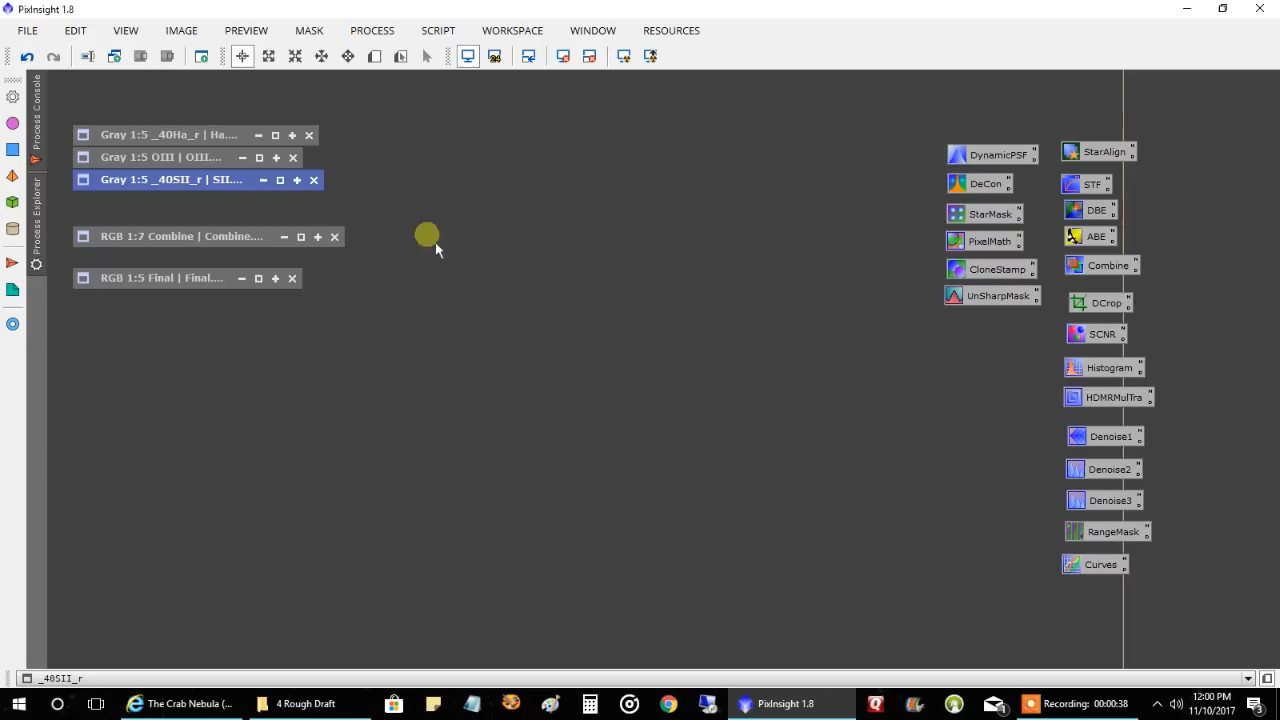 PixInsight 1.8
FILE EDIT VIEW IMAGE PREVIEW MASK PROCESS SCRIPT WORKSPACE WINDOW RESOURCES
Process Console
Process Explorer
Gray 1:5 _40Ha_r | Ha....
Gray 1:5 OIII | OIII....
Gray 1:5 _40SII_r | SII....
RGB 1:7 Combine | Combine....
RGB 1:5 Final | Final....
DynamicPSF
DeCon
StarMask
PixelMath
CloneStamp
UnSharpMask
StarAlign
STF
DBE
ABE
Combine
DCrop
SCNR
Histogram
HDMRMulTra
Denoise1
Denoise2
Denoise3
RangeMask
Curves
_40SII_r
The Crab Nebula (... 4 Rough Draft PixInsight 1.8 Recording: 00:00:38
12:00 PM
11/10/2017